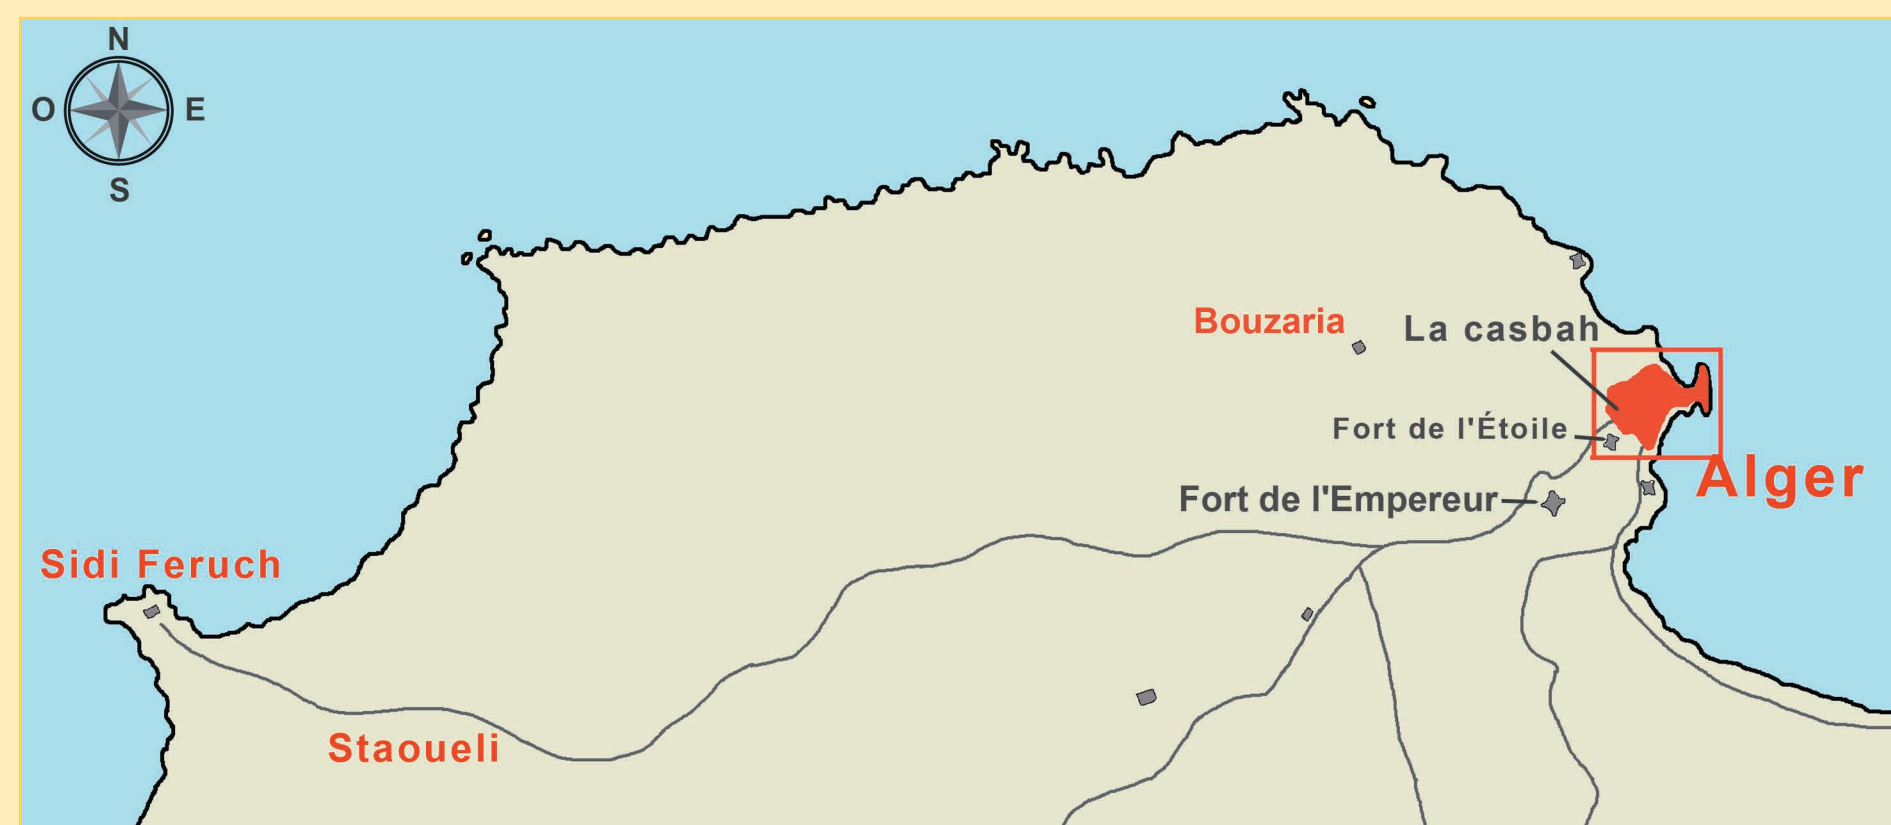 N
O
E
S
Bouzaria
La casbah
Fort de l'Étoile
Fort de l'Empereur
Alger
Sidi Feruch
Staoueli